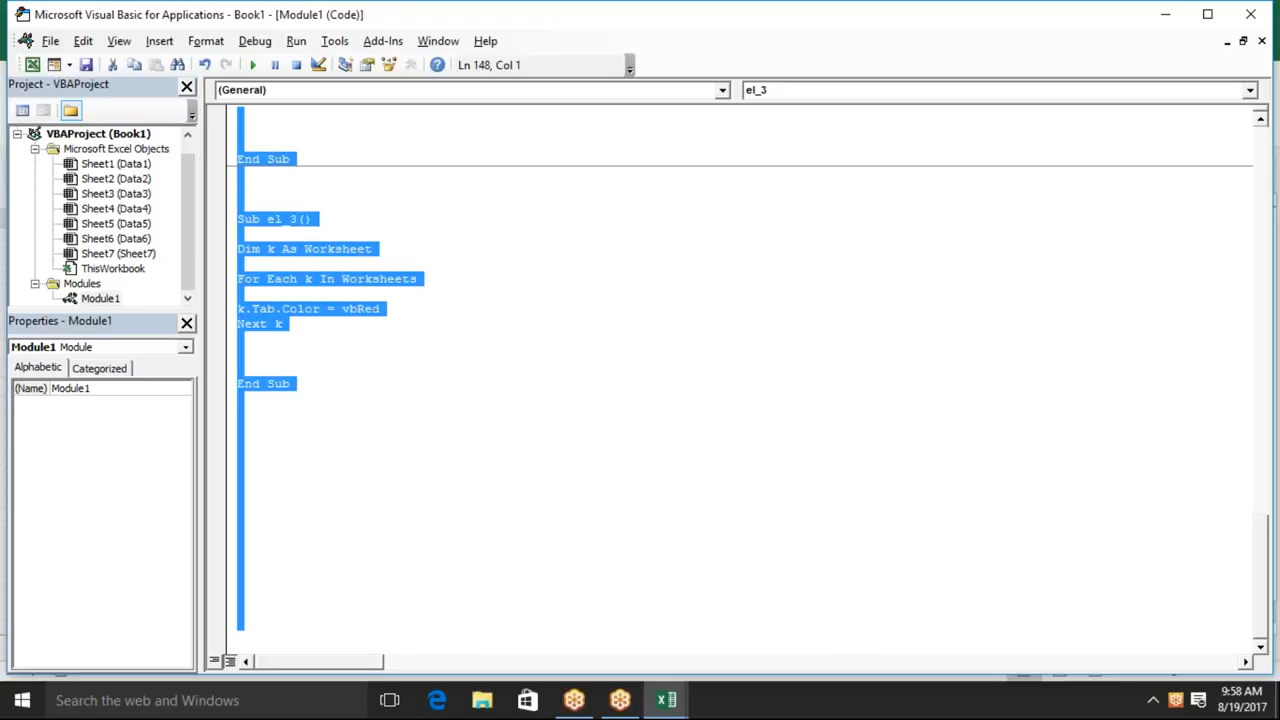 Microsoft Visual Basic for Applications - Book1 - [Module1 (Code)]
File Edit View Insert Format Debug Run Tools Add-Ins Window Help
Ln 148, Col 1
Project - VBAProject
(General)
el_3
VBAProject (Book1)
Microsoft Excel Objects
Sheet1 (Data1)
Sheet2 (Data2)
Sheet3 (Data3)
Sheet4 (Data4)
Sheet5 (Data5)
Sheet6 (Data6)
Sheet7 (Sheet7)
ThisWorkbook
Modules
Module1
Properties - Module1
Module1 Module
Alphabetic Categorized
(Name) Module1
End Sub
Sub el_3()
Dim k As Worksheet
For Each k In Worksheets
k.Tab.Color = vbRed
Next k
End Sub
Search the web and Windows
9:58 AM
8/19/2017